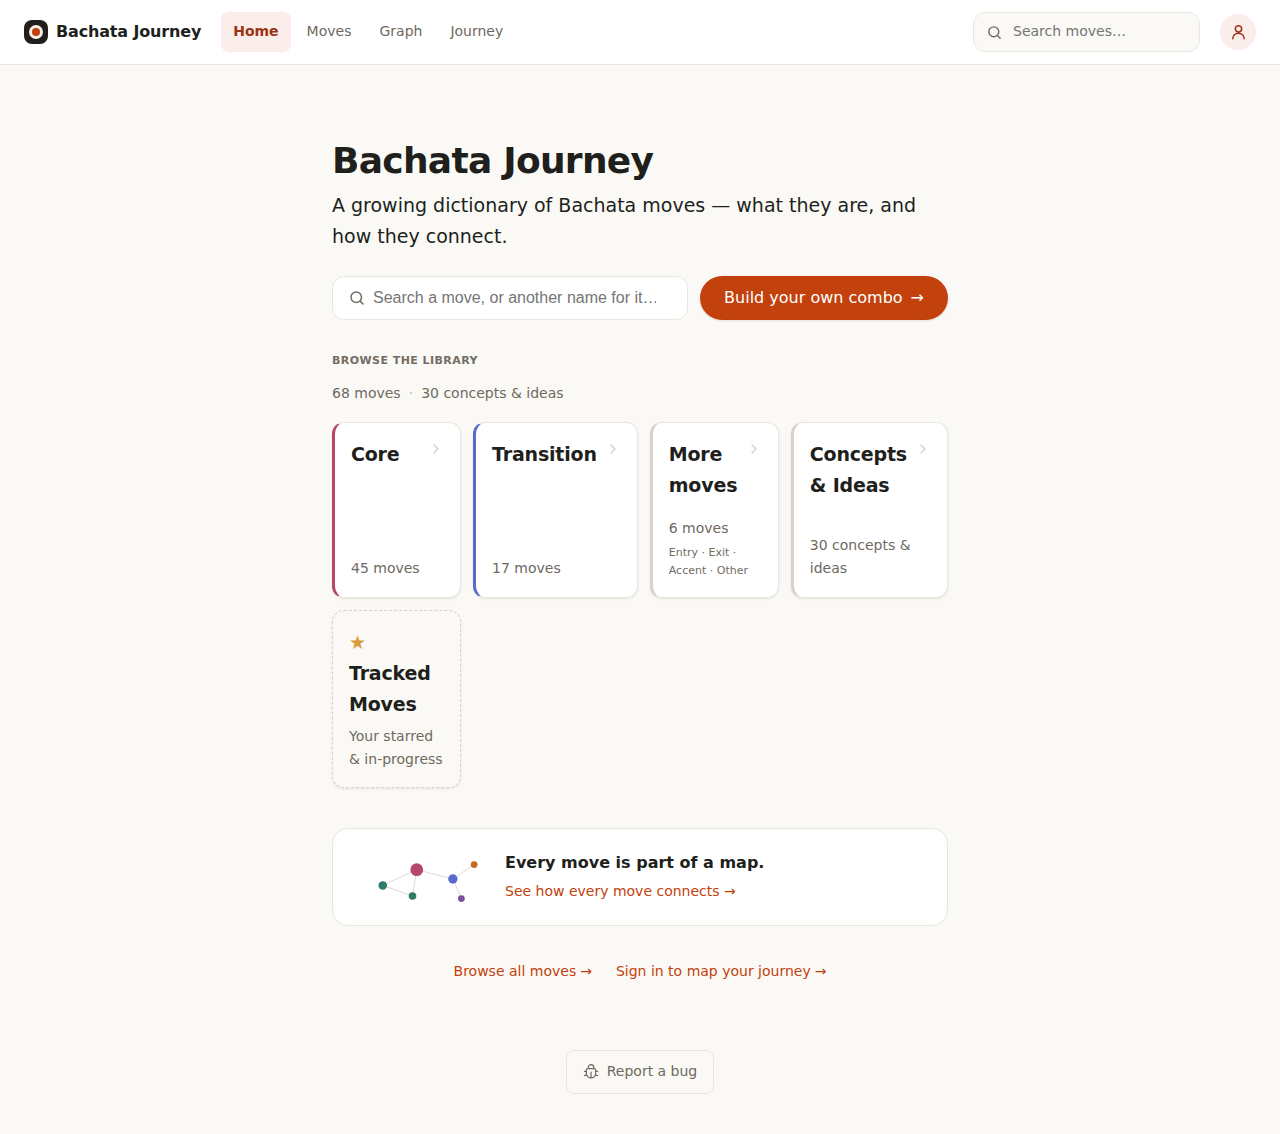 Bachata Journey
Home
Moves
Graph
Journey
Search moves...
Bachata Journey
A growing dictionary of Bachata moves — what they are, and
how they connect.
Search a move, or another name for it…
Build your own combo →
BROWSE THE LIBRARY
68 moves · 30 concepts & ideas
Core
45 moves
Transition
17 moves
More
moves
6 moves
Entry · Exit ·
Accent · Other
Concepts
& Ideas
30 concepts &
ideas
★
Tracked
Moves
Your starred
& in-progress
Every move is part of a map.
See how every move connects →
Browse all moves →
Sign in to map your journey →
Report a bug